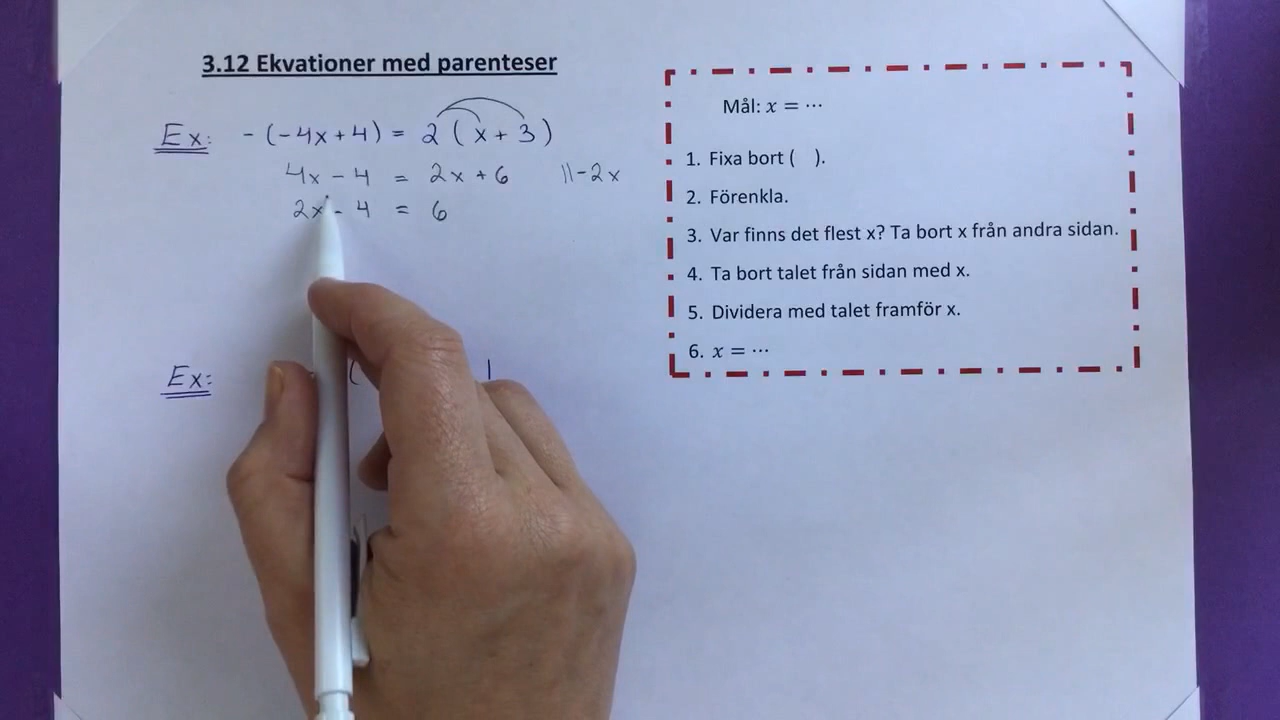 3.12 Ekvationer med parenteser
Ex: -(-4x+4) = 2(x+3)
4x - 4 = 2x + 6 ||-2x
2x - 4 = 6
Ex: (
Mål: x = ⋯
1. Fixa bort ( ).
2. Förenkla.
3. Var finns det flest x? Ta bort x från andra sidan.
4. Ta bort talet från sidan med x.
5. Dividera med talet framför x.
6. x = ⋯